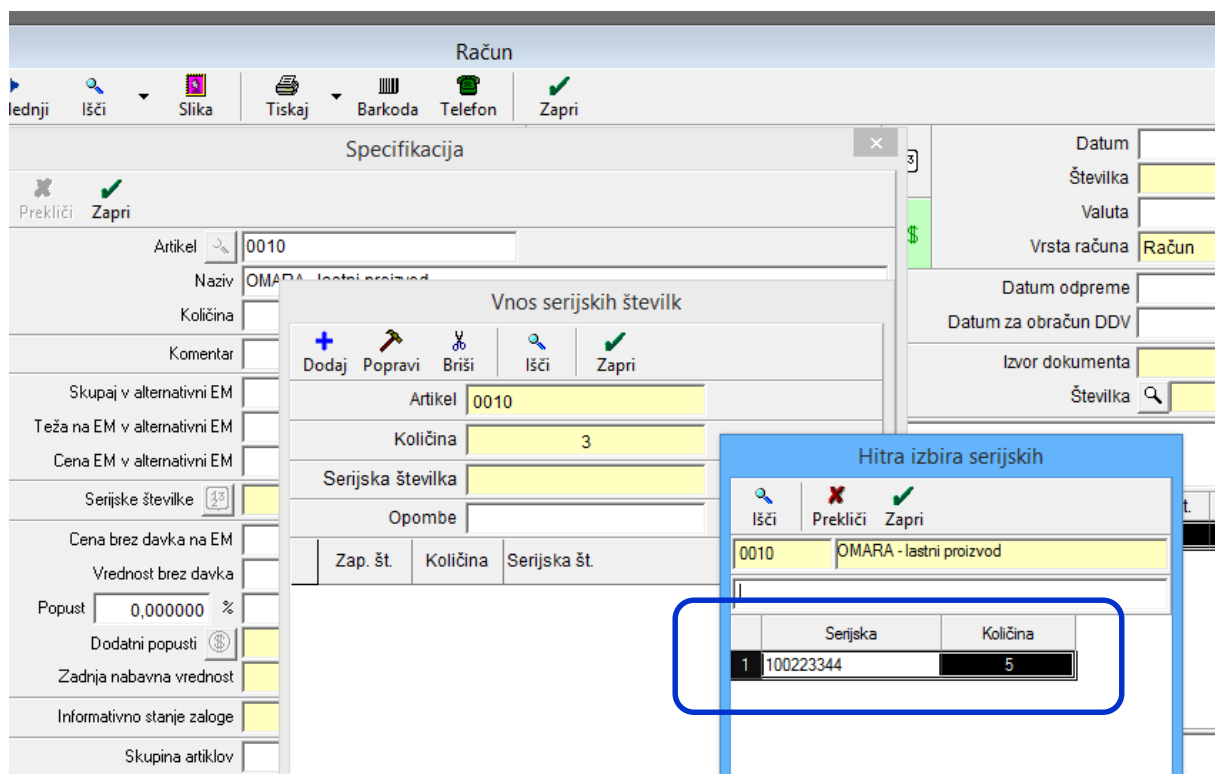 Račun
lednji Išči Slika Tiskaj Barkoda Telefon Zapri
Specifikacija
Prekliči Zapri
Artikel 0010
Naziv OMARA - lastni proizvod
Količina
Komentar
Skupaj v alternativni EM
Teža na EM v alternativni EM
Cena EM v alternativni EM
Serijske številke
Cena brez davka na EM
Vrednost brez davka
Popust 0,000000 %
Dodatni popusti
Zadnja nabavna vrednost
Informativno stanje zaloge
Skupina artiklov
Vnos serijskih številk
Dodaj Popravi Briši Išči Zapri
Artikel 0010
Količina 3
Serijska številka
Opombe
Zap. št. Količina Serijska št.
Hitra izbira serijskih
Išči Prekliči Zapri
0010 OMARA - lastni proizvod
Serijska Količina
1 100223344 5
Datum
Številka
Valuta
Vrsta računa Račun
Datum odpreme
Datum za obračun DDV
Izvor dokumenta
Številka
t.